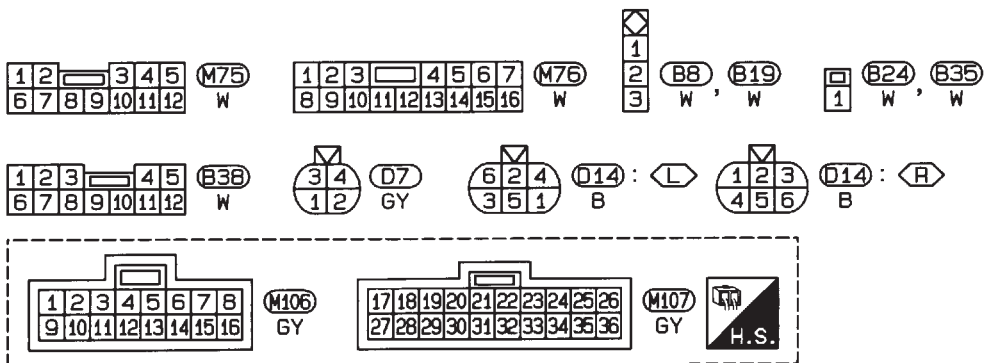 1
1 2 3 4 5 M75
6 7 8 9 10 11 12 W
1 2 3 4 5 6 7 M76
8 9 10 11 12 13 14 15 16
2 B8 , B19
3 W W
B24 , B35
1 W W
1 2 3 4 5 B38
6 7 8 9 10 11 12 W
3 4 D7
1 2 GY
6 2 4 D14 : L
3 5 1 B
1 2 3 D14 : R
4 5 6 B
1 2 3 4 5 6 7 8 M106
9 10 11 12 13 14 15 16 GY
17 18 19 20 21 22 23 24 25 26 M107
27 28 29 30 31 32 33 34 35 36 GY
H.S.